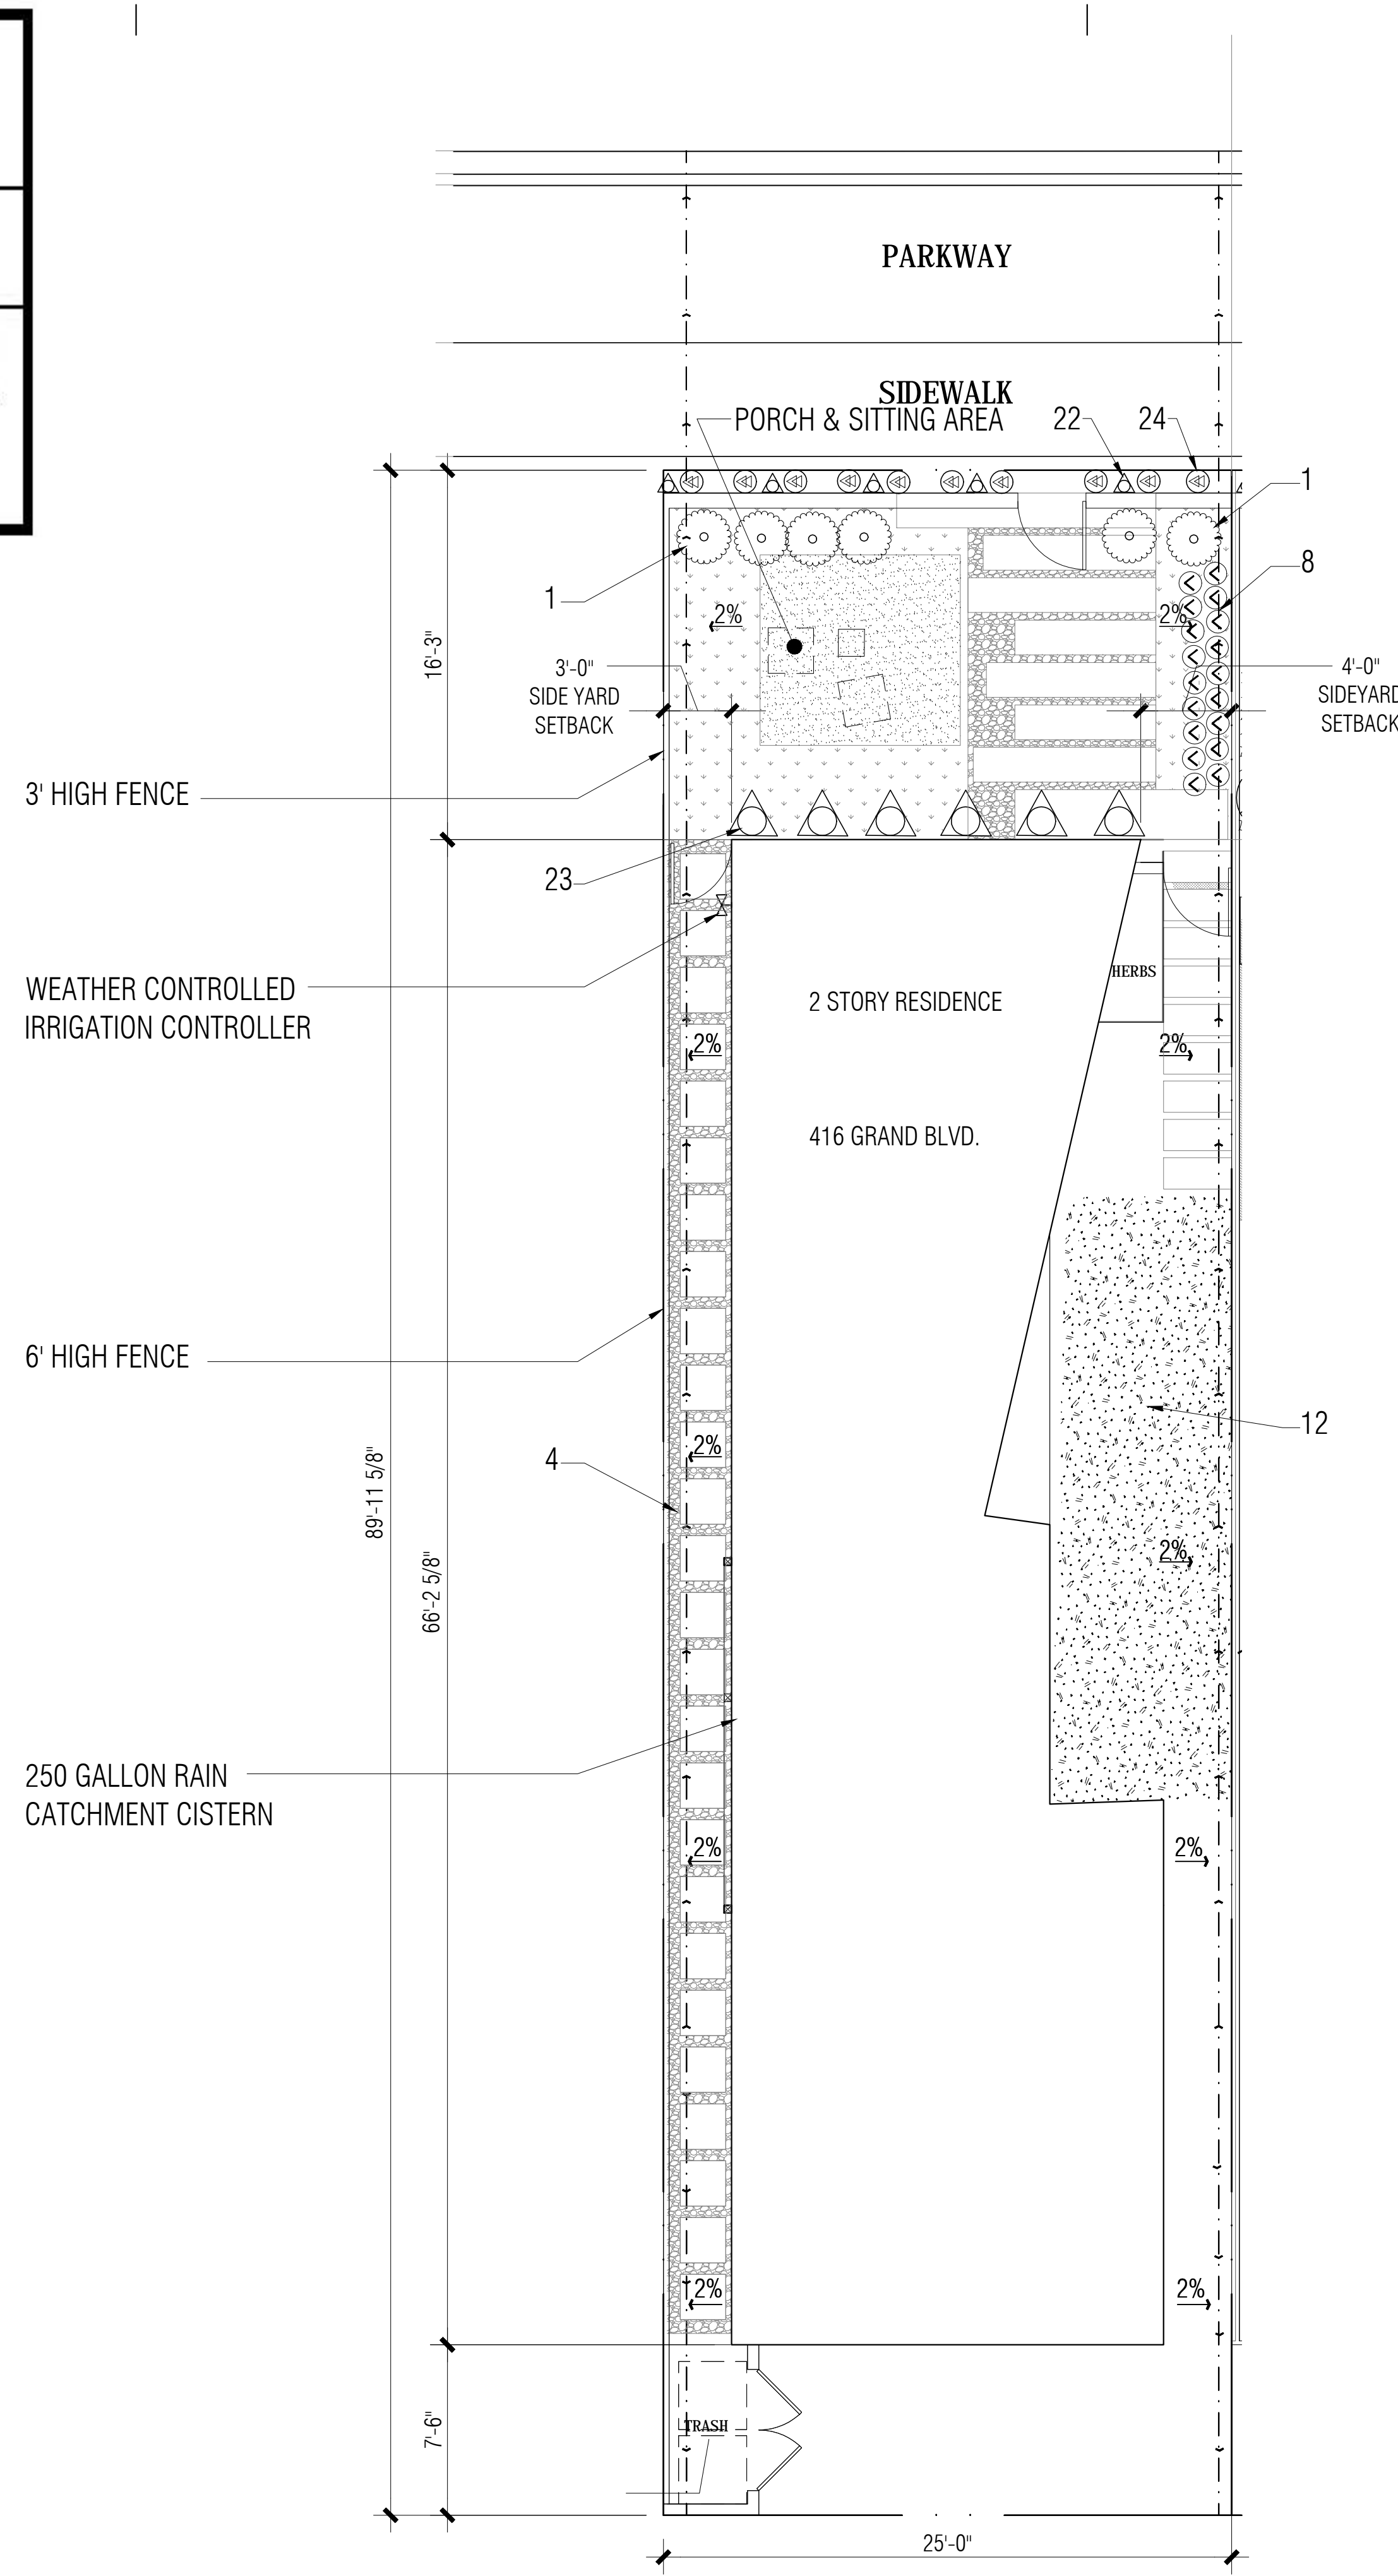 PARKWAY
SIDEWALK
PORCH & SITTING AREA
22
24
1
1
8
2%
2%
16'-3"
3'-0"
SIDE YARD
SETBACK
4'-0"
SIDEYARD
SETBACK
3' HIGH FENCE
23
HERBS
WEATHER CONTROLLED
IRRIGATION CONTROLLER
2 STORY RESIDENCE
2%
2%
416 GRAND BLVD.
6' HIGH FENCE
12
2%
4
89'-11 5/8"
66'-2 5/8"
2%
250 GALLON RAIN
CATCHMENT CISTERN
2%
2%
2%
2%
7'-6"
TRASH
25'-0"